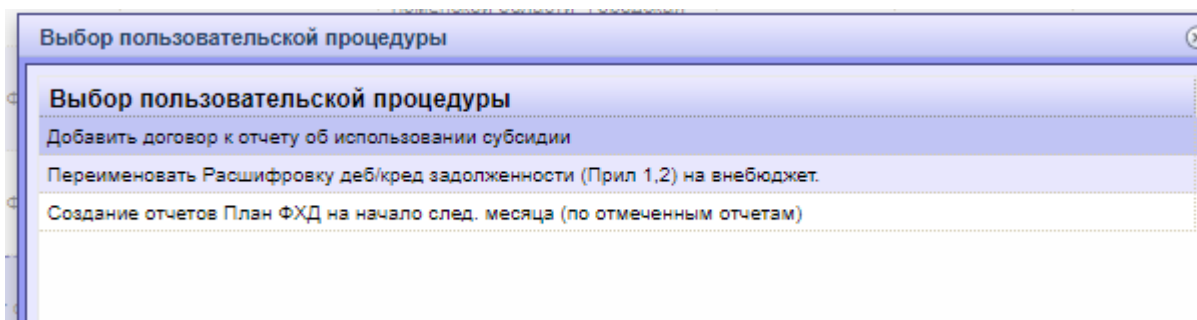 Выбор пользовательской процедуры
Выбор пользовательской процедуры
Добавить договор к отчету об использовании субсидии
Переименовать Расшифровку деб/кред задолженности (Прил 1,2) на внебюджет.
Создание отчетов План ФХД на начало след. месяца (по отмеченным отчетам)